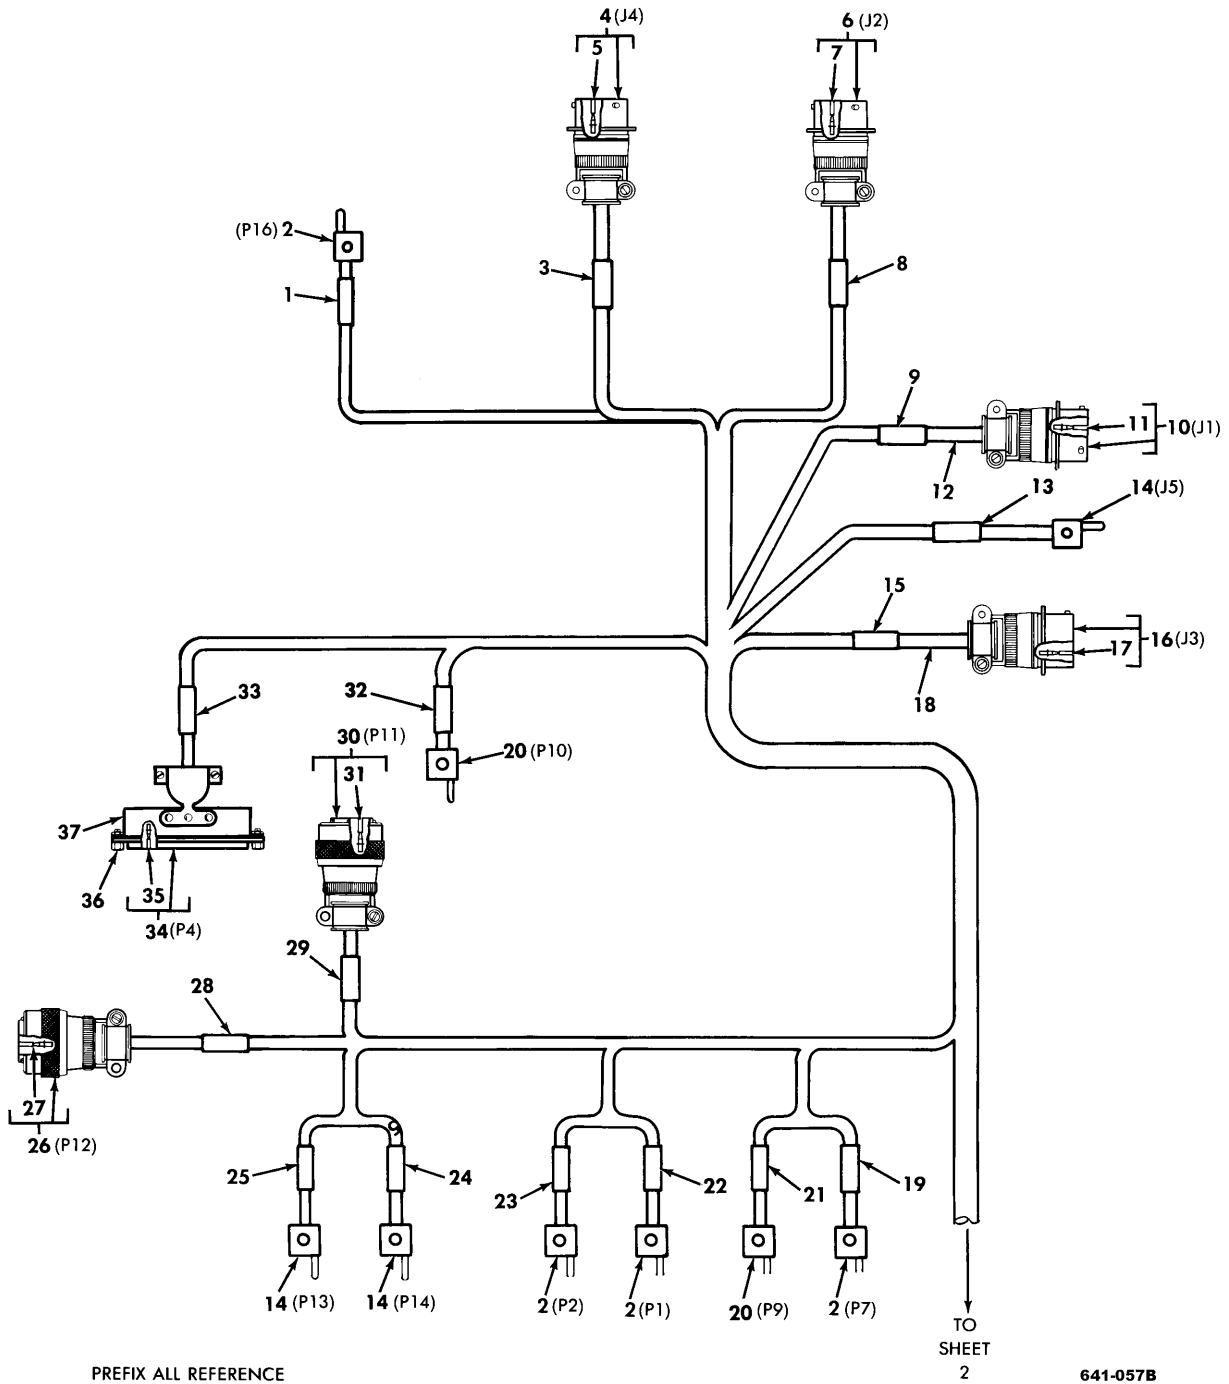 4 (J4)
5
6 (J2)
7
(P16) 2
1
3
8
9
11
10 (J1)
12
13
14 (J5)
15
16 (J3)
17
18
33
32
30 (P11)
31
20 (P10)
37
36
35
34 (P4)
29
28
27
26 (P12)
25
24
23
22
21
19
14 (P13)
14 (P14)
2 (P2)
2 (P1)
20 (P9)
2 (P7)
TO
SHEET
2
PREFIX ALL REFERENCE
641-057B